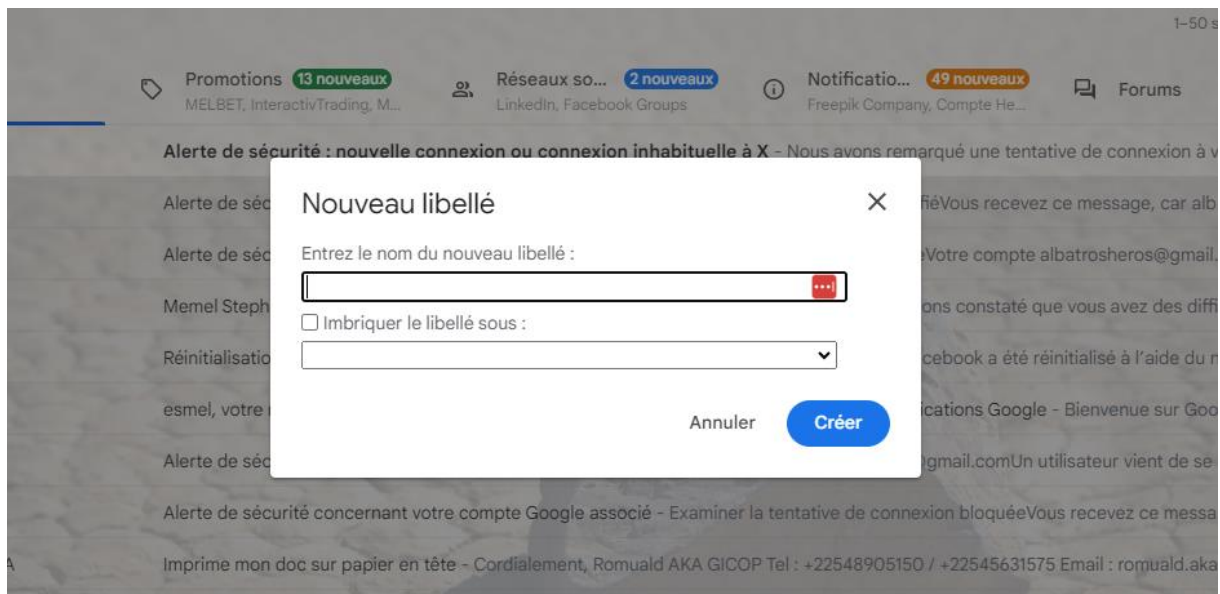 1–50 s
Promotions 13 nouveaux
MELBET, InteractivTrading, M...
Réseaux so... 2 nouveaux
LinkedIn, Facebook Groups
Notificatio... 49 nouveaux
Freepik Company, Compte He...
Forums
Alerte de sécurité : nouvelle connexion ou connexion inhabituelle à X - Nous avons remarqué une tentative de connexion à v
Alerte de séc
fiéVous recevez ce message, car alb
Nouveau libellé
Entrez le nom du nouveau libellé :
Alerte de séc
Votre compte albatrosheros@gmail.
Memel Steph
ons constaté que vous avez des diffi
Imbriquer le libellé sous :
Réinitialisatio
cebook a été réinitialisé à l'aide du n
esmel, votre
ications Google - Bienvenue sur Goo
Annuler
Créer
Alerte de séc
gmail.comUn utilisateur vient de se
Alerte de sécurité concernant votre compte Google associé - Examiner la tentative de connexion bloquéeVous recevez ce messa
A
Imprime mon doc sur papier en tête - Cordialement, Romuald AKA GICOP Tel : +22548905150 / +22545631575 Email : romuald.aka